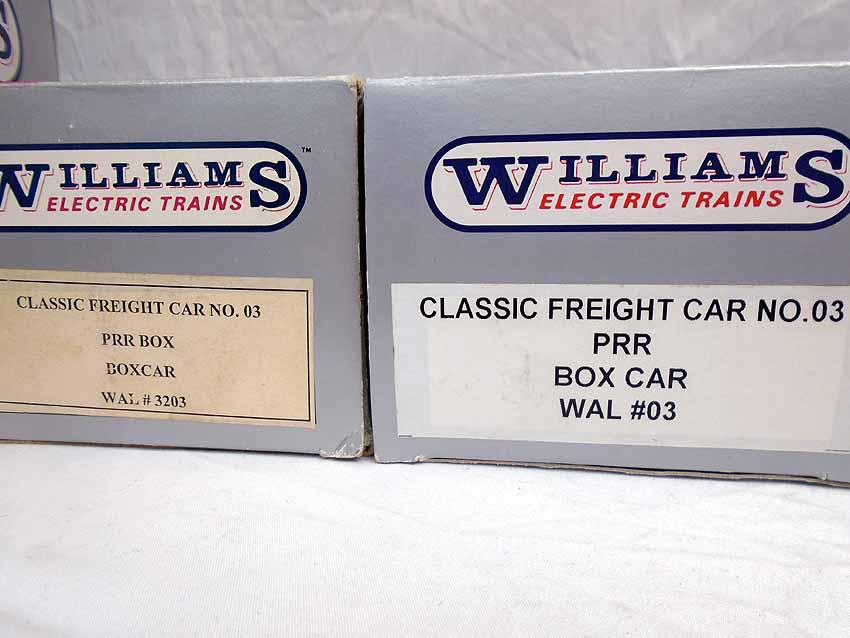 S
WILLIAMS™
ELECTRIC TRAINS
CLASSIC FREIGHT CAR NO. 03
PRR BOX
BOXCAR
WAL # 3203
WILLIAMS
ELECTRIC TRAINS
CLASSIC FREIGHT CAR NO.03
PRR
BOX CAR
WAL #03